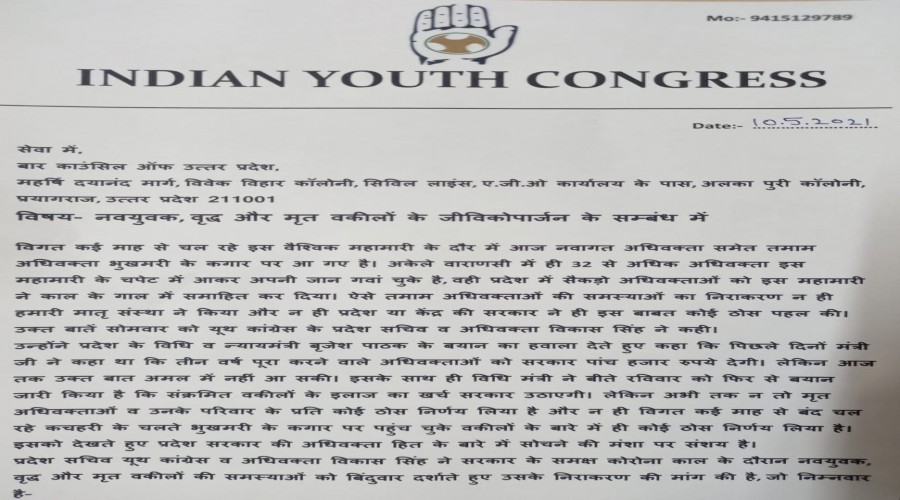 Mo:- 9415129789
INDIAN YOUTH CONGRESS
Date:- 10.5.2021
सेवा में,
बार काउंसिल ऑफ उत्तर प्रदेश,
महर्षि दयानंद मार्ग, विवेक विहार कॉलोनी, सिविल लाइंस, ए.जी.ओ कार्यालय के पास, अलका पुरी कॉलोनी,
प्रयागराज, उत्तर प्रदेश 211001
विषय- नवयुवक, वृद्ध और मृत वकीलों के जीविकोपार्जन के सम्बंध में
विगत कई माह से चल रहे इस वैश्विक महामारी के दौर में आज नवागत अधिवक्ता समेत तमाम
अधिवक्ता भुखमरी के कगार पर आ गए है। अकेले वाराणसी में ही 32 से अधिक अधिवक्ता इस
महामारी के चपेट में आकर अपनी जान गवां चुके है, वही प्रदेश में सैकड़ो अधिवक्ताओं को इस महामारी
ने काल के गाल में समाहित कर दिया। ऐसे तमाम अधिवक्ताओं की समस्याओं का निराकरण न ही
हमारी मातृ संस्था ने किया और न ही प्रदेश या केंद्र की सरकार ने ही इस बाबत कोई ठोस पहल की।
उक्त बातें सोमवार को यूथ कांग्रेस के प्रदेश सचिव व अधिवक्ता विकास सिंह ने कही।
उन्होंने प्रदेश के विधि व न्यायमंत्री बृजेश पाठक के बयान का हवाला देते हुए कहा कि पिछले दिनों मंत्री
जी ने कहा था कि तीन वर्ष पूरा करने वाले अधिवक्ताओं को सरकार पांच हजार रुपये देगी। लेकिन आज
तक उक्त बात अमल में नहीं आ सकी। इसके साथ ही विधि मंत्री ने बीते रविवार को फिर से बयान
जारी किया है कि संक्रमित वकीलों के इलाज का खर्च सरकार उठाएगी। लेकिन अभी तक न तो मृत
अधिवक्ताओं व उनके परिवार के प्रति कोई ठोस निर्णय लिया है और न ही विगत कई माह से बंद चल
रहे कचहरी के चलते भुखमरी के कगार पर पहुंच चुके वकीलों के बारे में ही कोई ठोस निर्णय लिया है।
इसको देखते हुए प्रदेश सरकार की अधिवक्ता हित के बारे में सोचने की मंशा पर संशय है।
प्रदेश सचिव यूथ कांग्रेस व अधिवक्ता विकास सिंह ने सरकार के समक्ष कोरोना काल के दौरान नवयुवक,
वृद्ध और मृत वकीलों की समस्याओं को बिंदुवार दर्शाते हुए उसके निराकरण की मांग की है, जो निम्नवार
है-